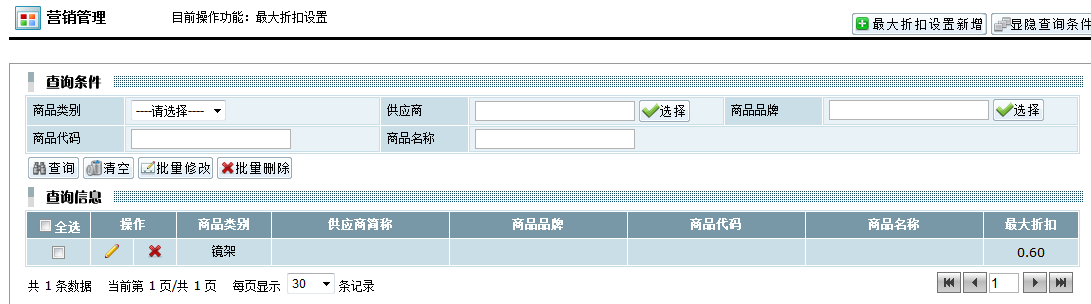 营销管理 目前操作功能：最大折扣设置
最大折扣设置新增 显隐查询条件
查询条件
商品类别 ----请选择---- 供应商 选择 商品品牌 选择
商品代码 商品名称
查询 清空 批量修改 批量删除
查询信息
全选 操作 商品类别 供应商简称 商品品牌 商品代码 商品名称 最大折扣
镜架 0.60
共 1 条数据 当前第 1 页/共 1 页 每页显示 30 条记录 1